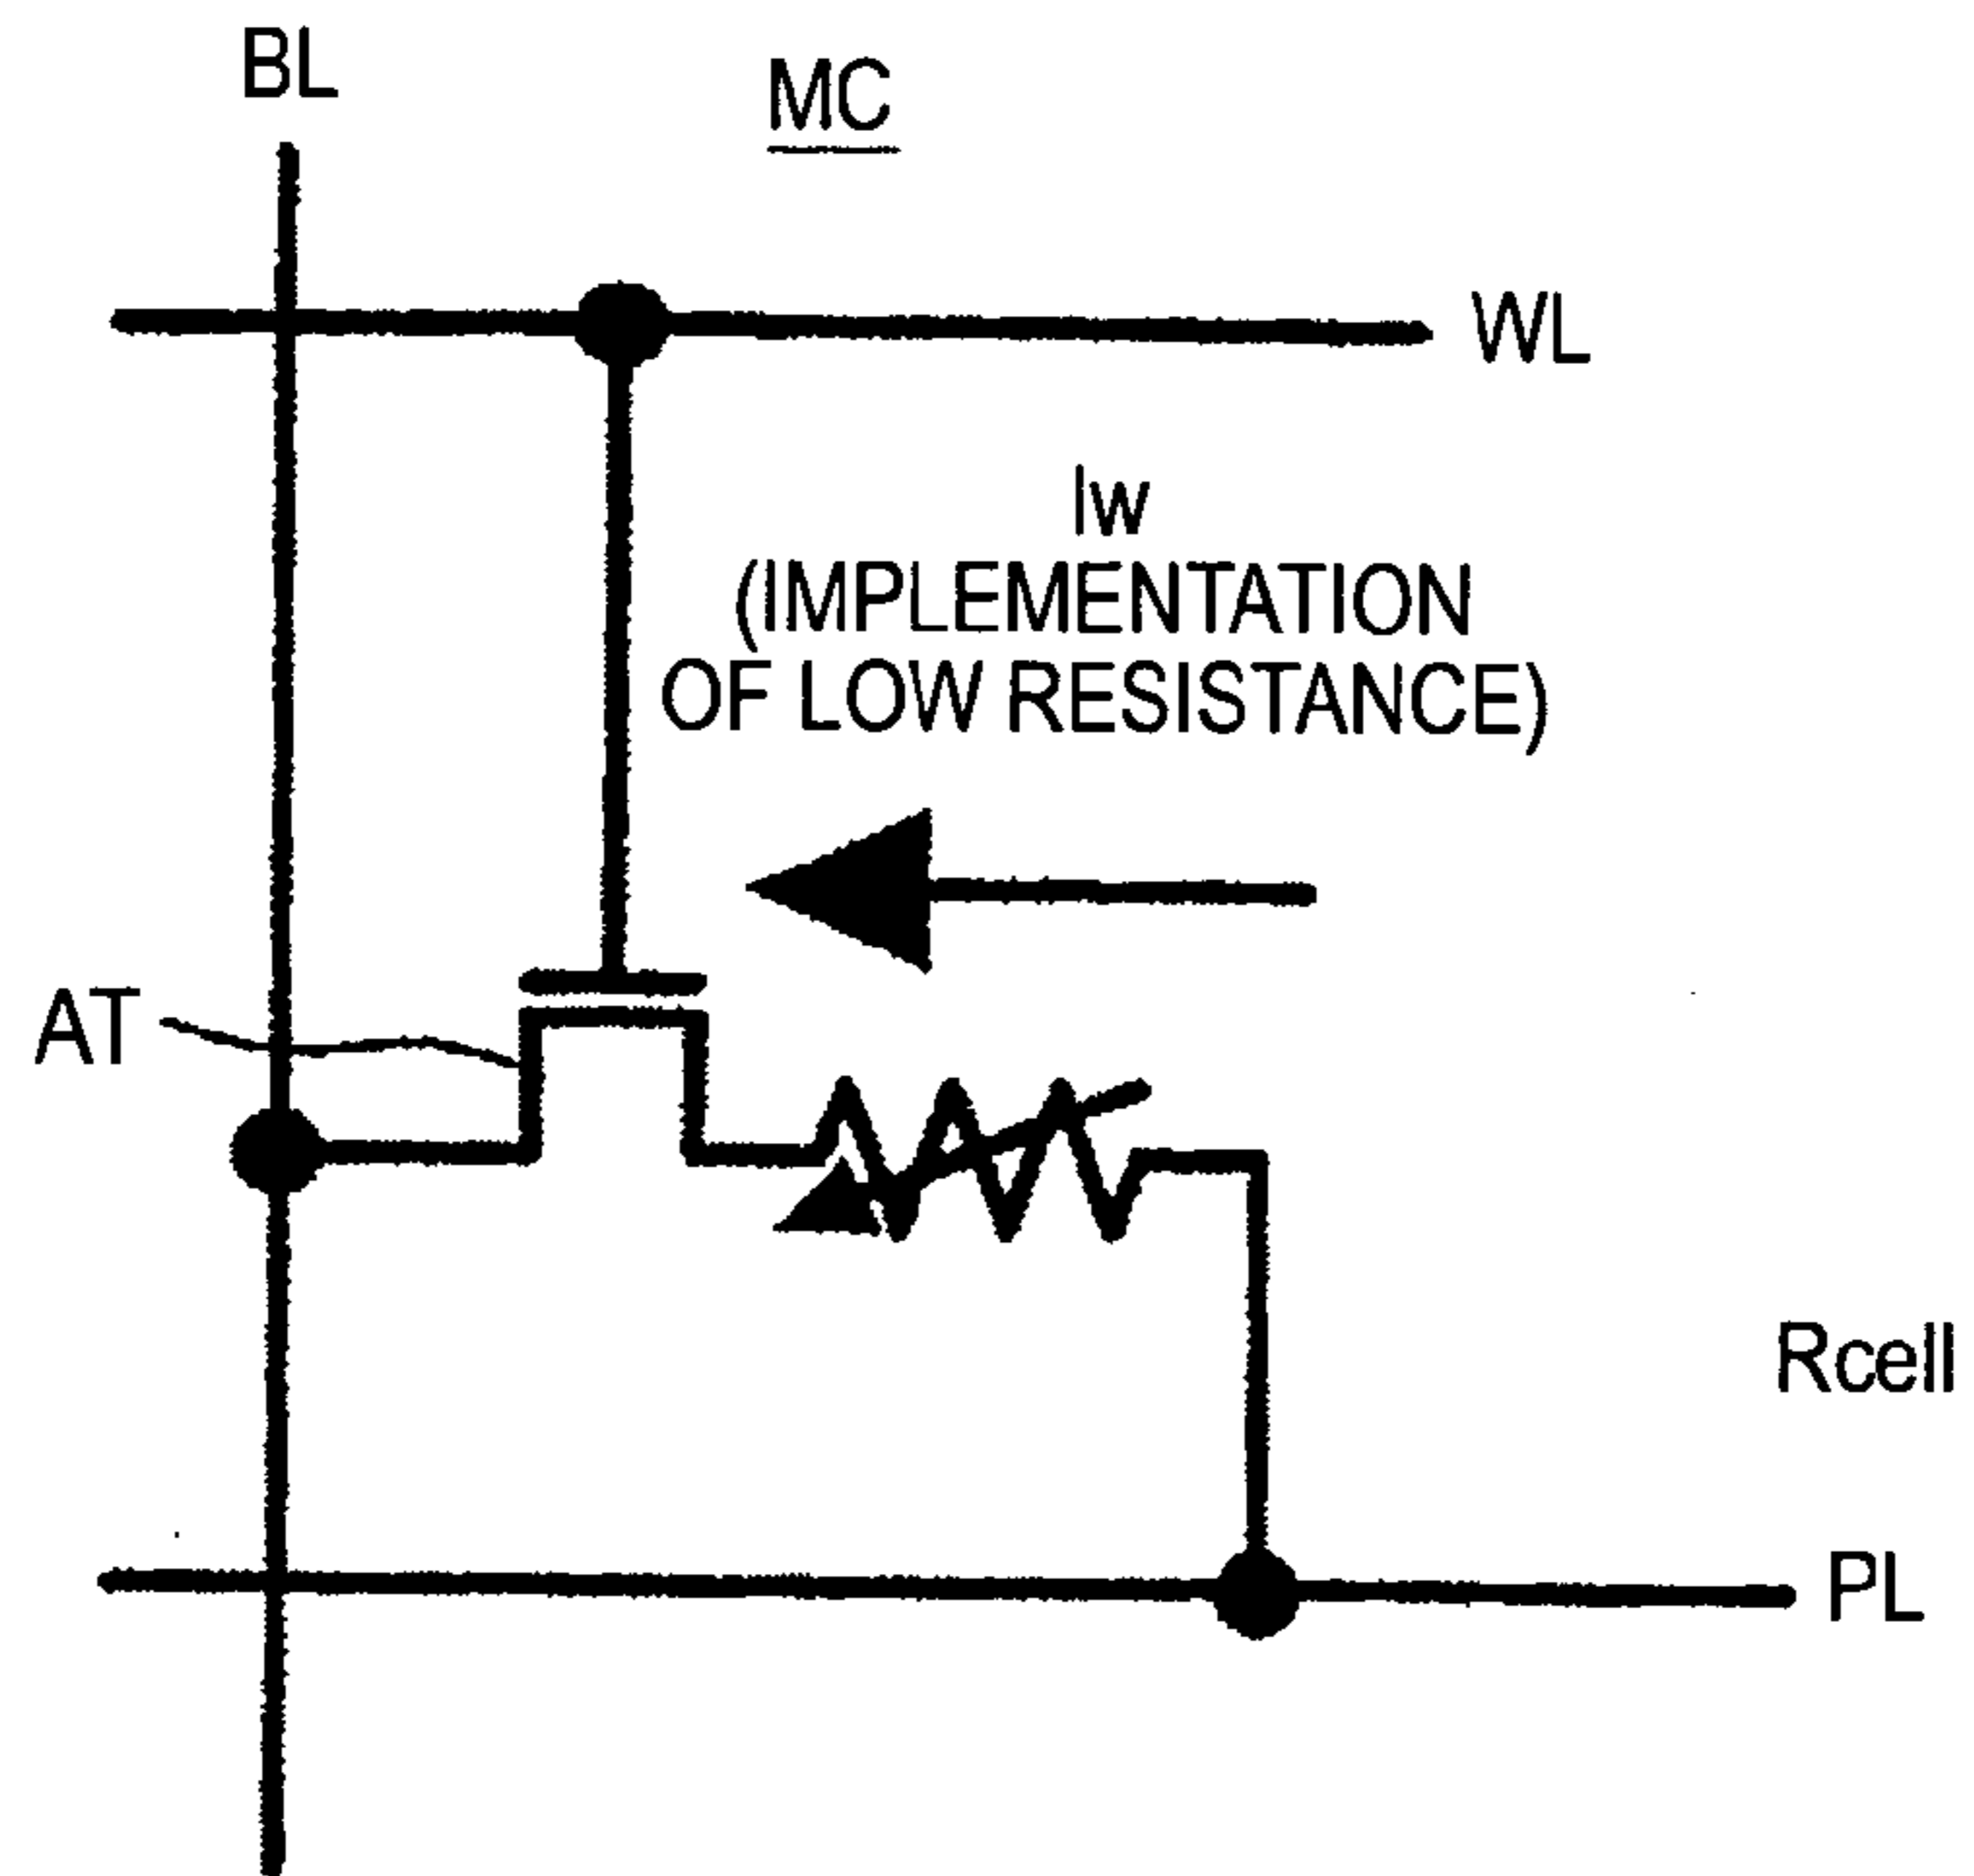 BL
MC
WL
Iw
(IMPLEMENTATION
OF LOW RESISTANCE)
AT
Rcell
PL